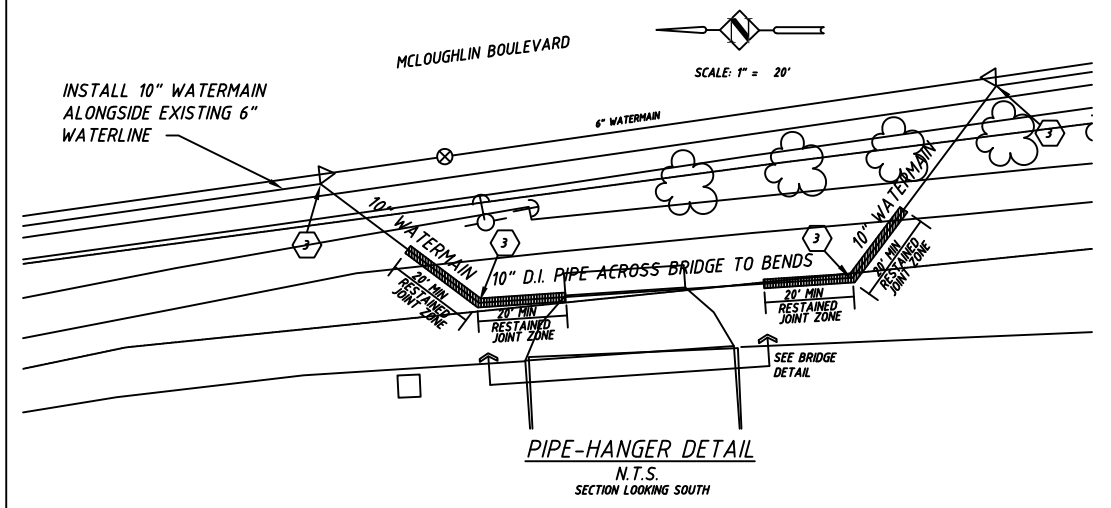 MCLOUGHLIN BOULEVARD
SCALE: 1" = 20'
INSTALL 10" WATERMAIN
ALONGSIDE EXISTING 6"
WATERLINE
6" WATERMAIN
3
3
10" WATERMAIN
3
3
10" WATERMAIN
10" D.I. PIPE ACROSS BRIDGE TO BENDS
20' MIN
RESTAINED
JOINT ZONE
20' MIN
RESTAINED
JOINT ZONE
20' MIN
RESTAINED
JOINT ZONE
20' MIN
RESTAINED
JOINT ZONE
SEE BRIDGE
DETAIL
PIPE-HANGER DETAIL
N.T.S.
SECTION LOOKING SOUTH